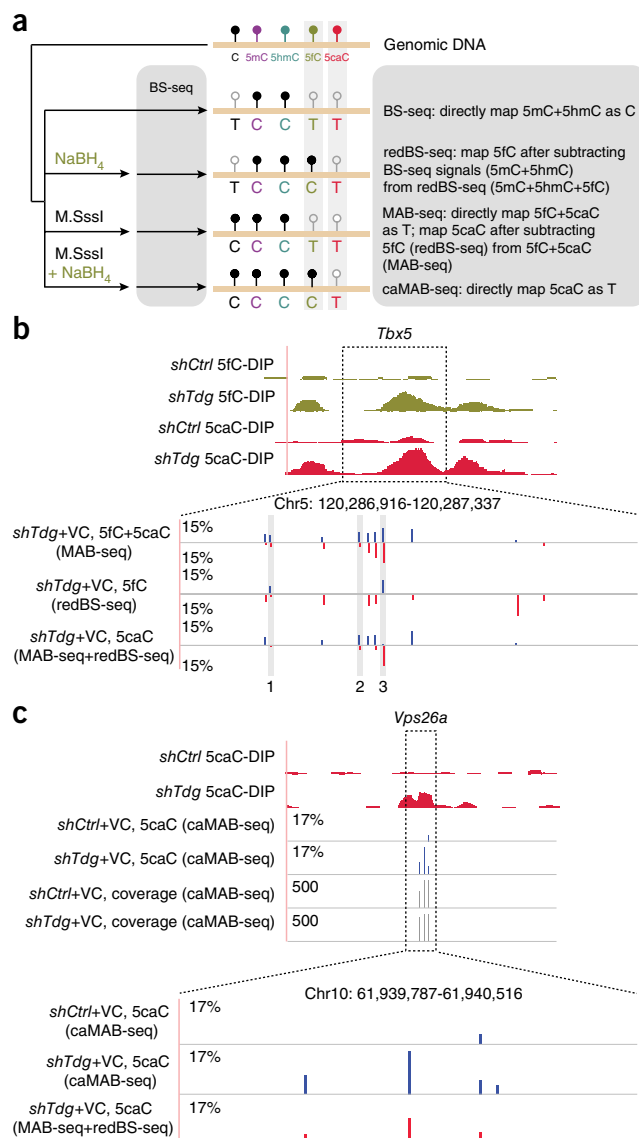 a
Genomic DNA
C 5mC 5hmC 5fC 5caC
BS-seq
T C C T T
BS-seq: directly map 5mC+5hmC as C
NaBH4
T C C C T
redBS-seq: map 5fC after subtracting
BS-seq signals (5mC+5hmC)
from redBS-seq (5mC+5hmC+5fC)
M.SssI
C C C T T
MAB-seq: directly map 5fC+5caC
as T; map 5caC after subtracting
5fC (redBS-seq) from 5fC+5caC
(MAB-seq)
M.SssI
+ NaBH4
C C C C T
caMAB-seq: directly map 5caC as T
b
Tbx5
shCtrl 5fC-DIP
shTdg 5fC-DIP
shCtrl 5caC-DIP
shTdg 5caC-DIP
Chr5: 120,286,916-120,287,337
shTdg+VC, 5fC+5caC
(MAB-seq)
15%
15%
shTdg+VC, 5fC
(redBS-seq)
15%
15%
shTdg+VC, 5caC
(MAB-seq+redBS-seq)
15%
15%
1 2 3
c
Vps26a
shCtrl 5caC-DIP
shTdg 5caC-DIP
shCtrl+VC, 5caC (caMAB-seq) 17%
shTdg+VC, 5caC (caMAB-seq) 17%
shCtrl+VC, coverage (caMAB-seq) 500
shTdg+VC, coverage (caMAB-seq) 500
Chr10: 61,939,787-61,940,516
shCtrl+VC, 5caC
(caMAB-seq)
17%
shTdg+VC, 5caC
(caMAB-seq)
17%
shTdg+VC, 5caC
(MAB-seq+redBS-seq)
17%